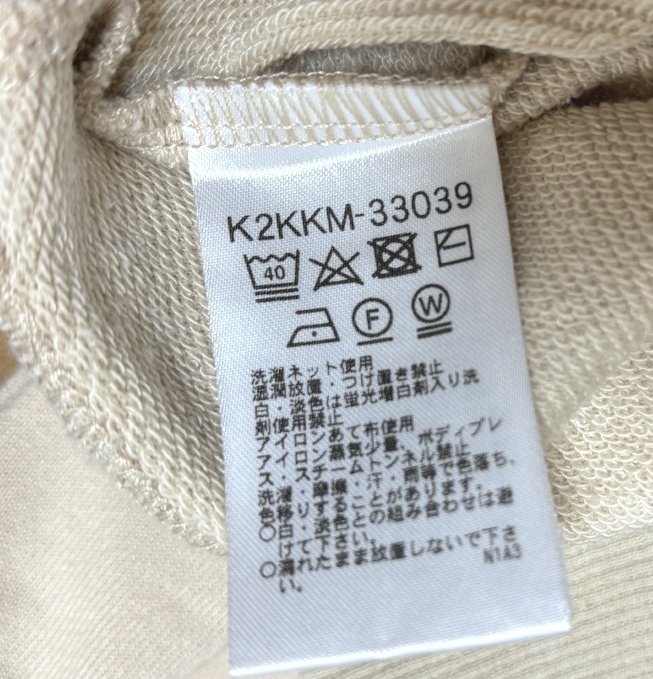 K2KKM-33039
40
F W
洗濯ネット使用
湿潤放置・つけ置き禁止
白・淡色は蛍光増白剤入り洗
剤使用禁止
アイロンあて布使用
アイロン蒸気少量、ボディプレ
ス・スチームトンネル禁止
洗濯・摩擦・汗・雨等で色落ち、
色移りすることがあります。
○白・淡色との組み合わせは避
けて下さい。
○濡れたまま放置しないで下さ
い。
N1A3